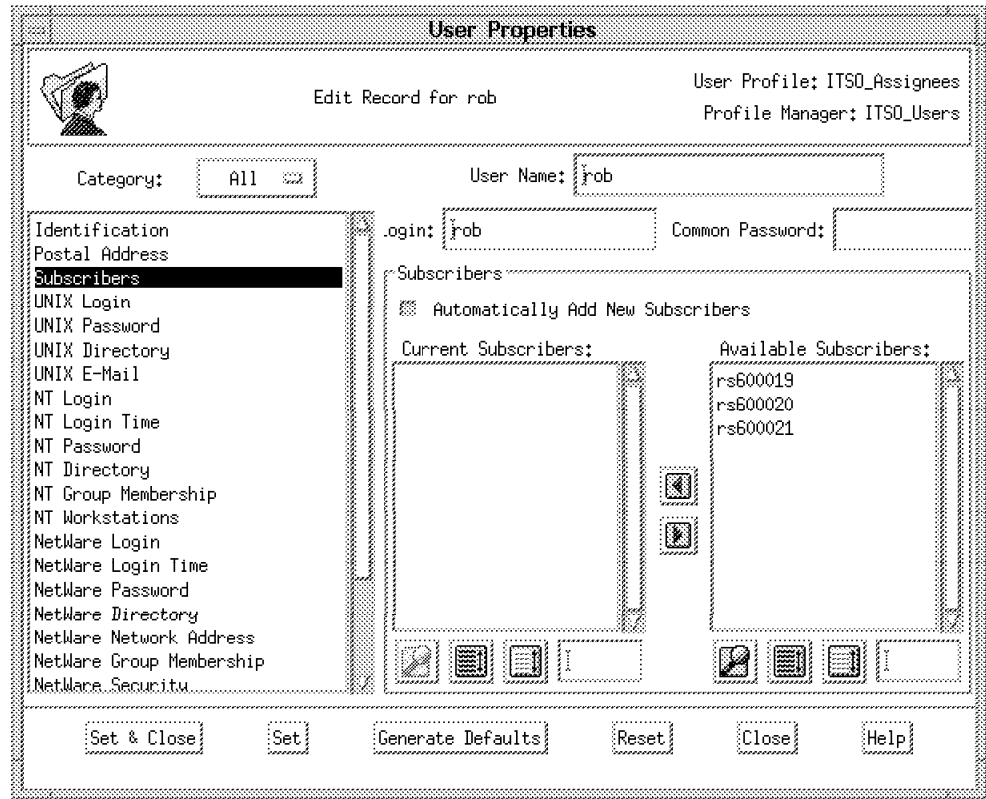 User Properties
Edit Record for rob
User Profile: ITSO_Assignees
Profile Manager: ITSO_Users
Category: All
User Name: rob
.ogin: rob
Common Password:
Identification
Postal Address
Subscribers
UNIX Login
UNIX Password
UNIX Directory
UNIX E-Mail
NT Login
NT Login Time
NT Password
NT Directory
NT Group Membership
NT Workstations
NetWare Login
NetWare Login Time
NetWare Password
NetWare Directory
NetWare Network Address
NetWare Group Membership
NetWare Security
Subscribers
Automatically Add New Subscribers
Current Subscribers:
Available Subscribers:
rs600019
rs600020
rs600021
Set & Close
Set
Generate Defaults
Reset
Close
Help